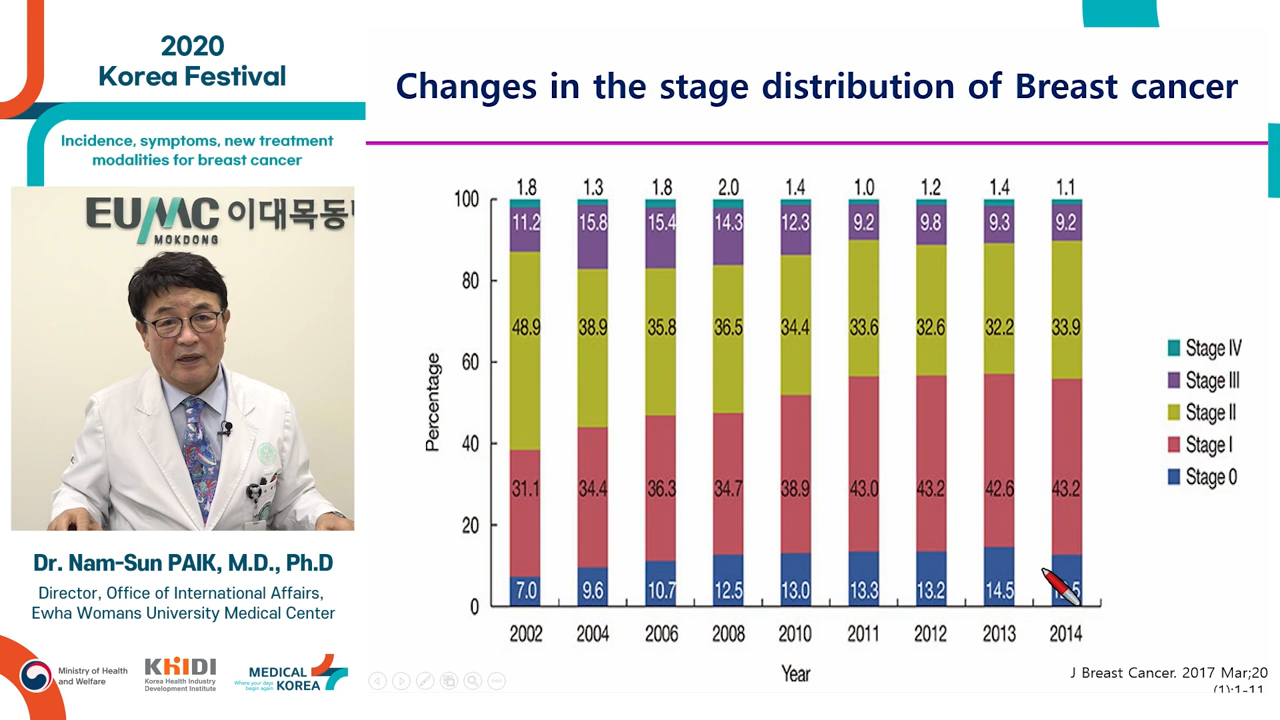 2020
Korea Festival
Incidence, symptoms, new treatment
modalities for breast cancer
EUMC 이대목동
MOKDONG
Dr. Nam-Sun PAIK, M.D., Ph.D
Director, Office of International Affairs,
Ewha Womans University Medical Center
Ministry of Health
and Welfare
KHIDI
Korea Health Industry
Development Institute
MEDICAL
KOREA
Where your days
begin again
Changes in the stage distribution of Breast cancer
1.8 1.3 1.8 2.0 1.4 1.0 1.2 1.4 1.1
100
11.2 15.8 15.4 14.3 12.3 9.2 9.8 9.3 9.2
80
48.9 38.9 35.8 36.5 34.4 33.6 32.6 32.2 33.9
60
Percentage
40
31.1 34.4 36.3 34.7 38.9 43.0 43.2 42.6 43.2
20
7.0 9.6 10.7 12.5 13.0 13.3 13.2 14.5
0
2002 2004 2006 2008 2010 2011 2012 2013 2014
Year
Stage IV
Stage III
Stage II
Stage I
Stage 0
J Breast Cancer. 2017 Mar;20
(1):1-11